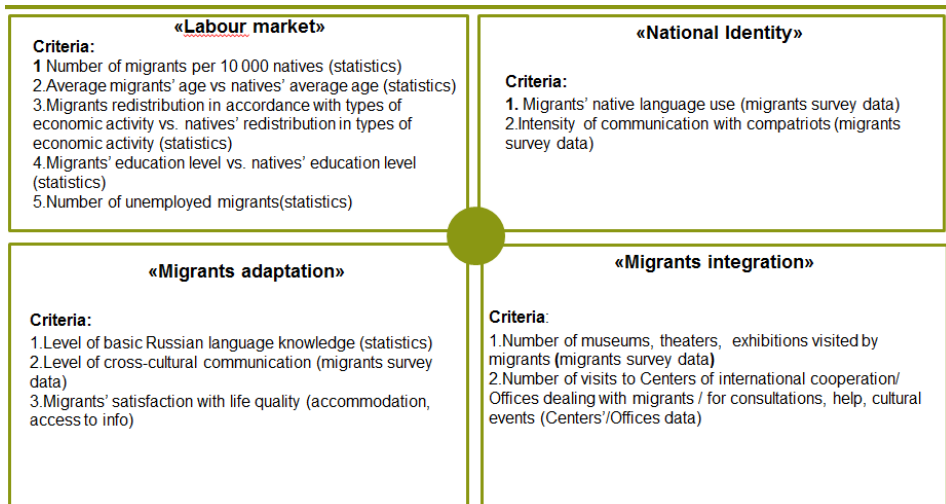 «Labour market»
Criteria:
1 Number of migrants per 10 000 natives (statistics)
2.Average migrants’ age vs natives’ average age (statistics)
3.Migrants redistribution in accordance with types of
economic activity vs. natives’ redistribution in types of
economic activity (statistics)
4.Migrants’ education level vs. natives’ education level
(statistics)
5.Number of unemployed migrants(statistics)
«National Identity»
Criteria:
1. Migrants’ native language use (migrants survey data)
2.Intensity of communication with compatriots (migrants
survey data)
«Migrants adaptation»
Criteria:
1.Level of basic Russian language knowledge (statistics)
2.Level of cross-cultural communication (migrants survey
data)
3.Migrants’ satisfaction with life quality (accommodation,
access to info)
«Migrants integration»
Criteria:
1.Number of museums, theaters, exhibitions visited by
migrants (migrants survey data)
2.Number of visits to Centers of international cooperation/
Offices dealing with migrants / for consultations, help, cultural
events (Centers’/Offices data)